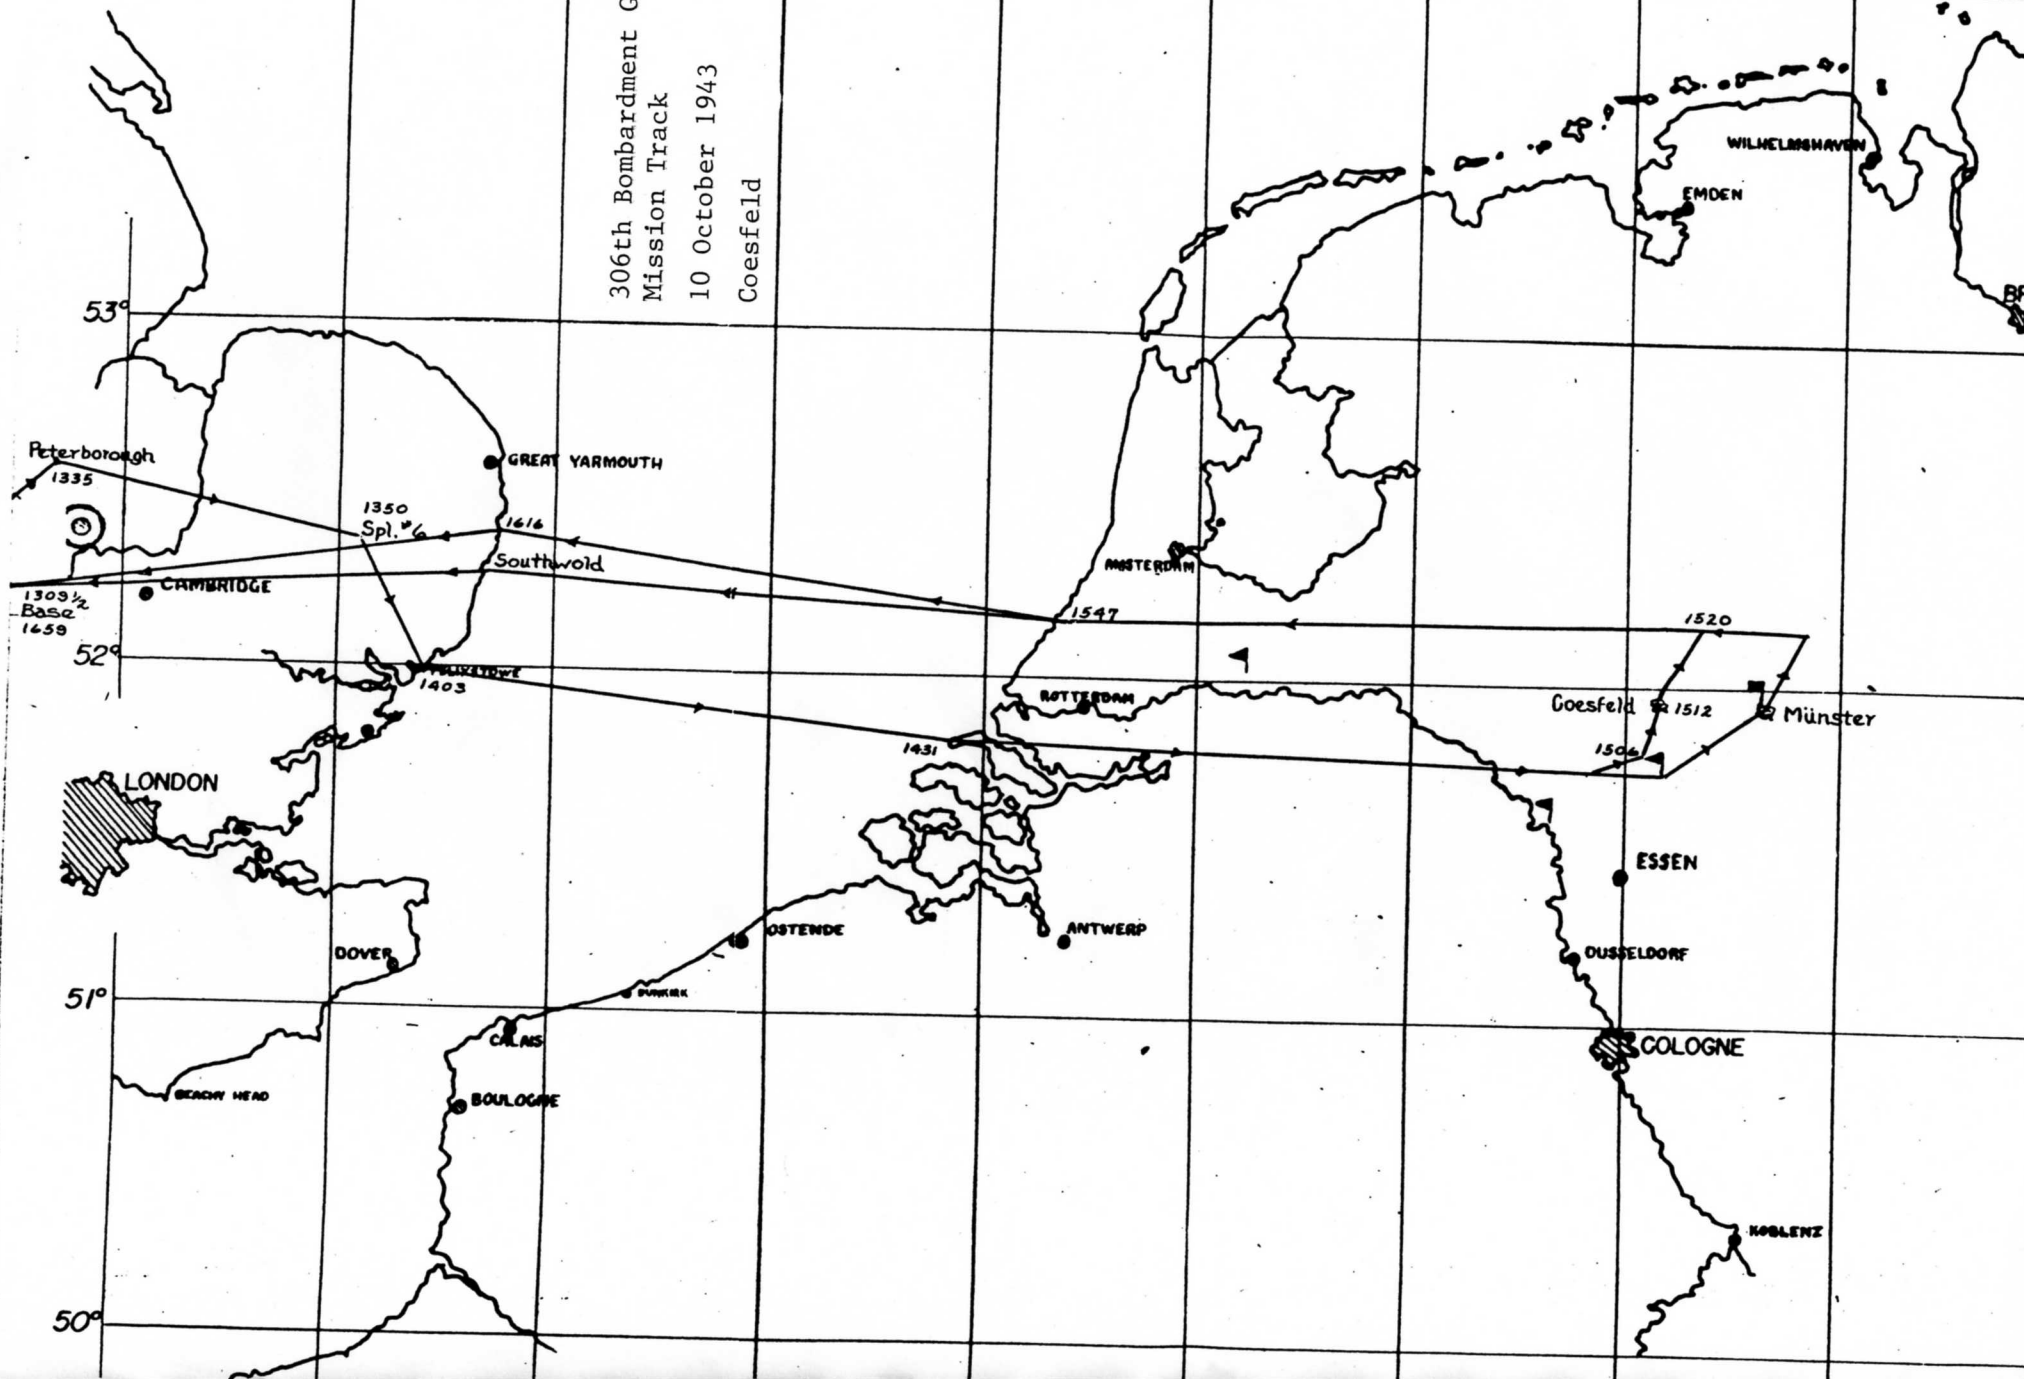 306th Bombardment G
Mission Track
10 October 1943
Coesfeld
WILHELMSHAVEN
EMDEN
BR
53°
Peterborough
1335
GREAT YARMOUTH
1350
Spl. #6
1616
Southwold
AMSTERDAM
CAMBRIDGE
1309½
Base
1659
1547
1520
52°
FELIXSTOWE
1403
ROTTERDAM
Coesfeld
1512
Münster
1431
1506
LONDON
ESSEN
OSTENDE
ANTWERP
DOVER
DUSSELDORF
51°
DUNKIRK
CALAIS
COLOGNE
BEACHY HEAD
BOULOGNE
KOBLENZ
50°